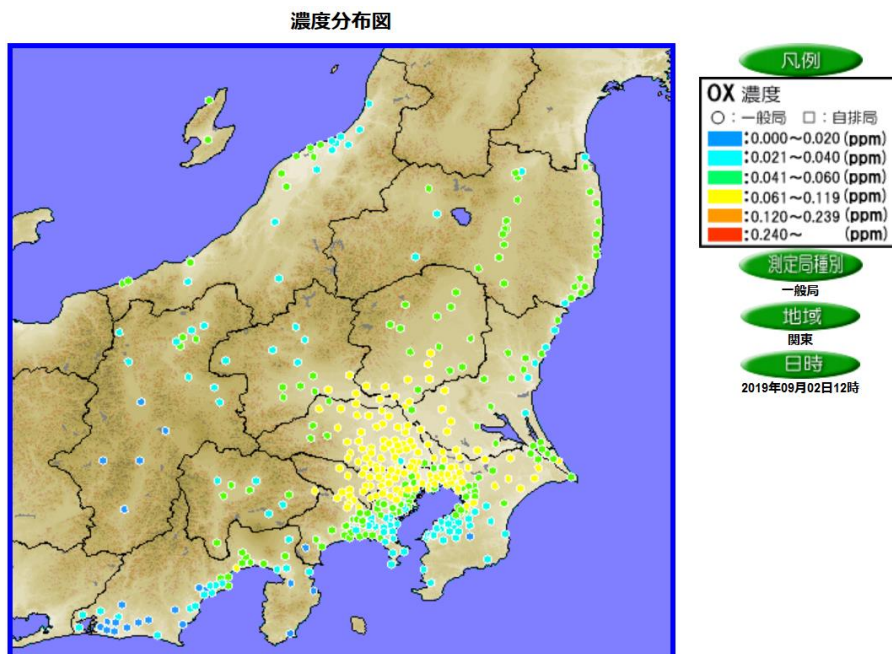 濃度分布図
凡例
OX 濃度
○：一般局　□：自排局
:0.000～0.020 (ppm)
:0.021～0.040 (ppm)
:0.041～0.060 (ppm)
:0.061～0.119 (ppm)
:0.120～0.239 (ppm)
:0.240～ (ppm)
測定局種別
一般局
地域
関東
日時
2019年09月02日12時